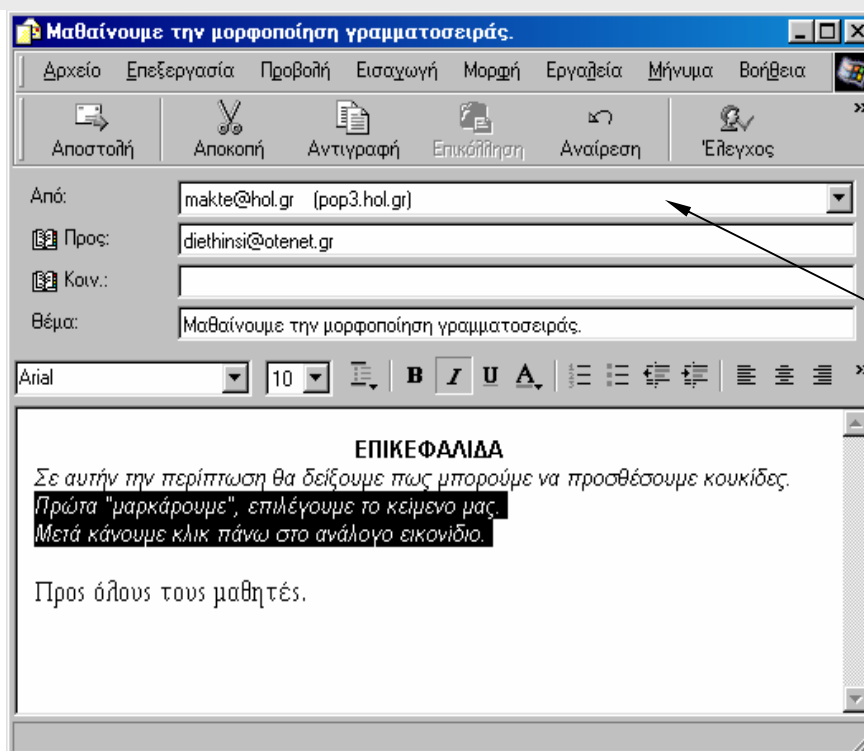 Μαθαίνουμε την μορφοποίηση γραμματοσειράς.
Αρχείο Επεξεργασία Προβολή Εισαγωγή Μορφή Εργαλεία Μήνυμα Βοήθεια
Αποστολή Αποκοπή Αντιγραφή Επικόλληση Αναίρεση Έλεγχος »
Από: makte@hol.gr (pop3.hol.gr)
Προς: diethinsi@otenet.gr
Κοιν.:
Θέμα: Μαθαίνουμε την μορφοποίηση γραμματοσειράς.
Arial 10 B I U A »
ΕΠΙΚΕΦΑΛΙΔΑ
Σε αυτήν την περίπτωση θα δείξουμε πως μπορούμε να προσθέσουμε κουκίδες.
Πρώτα "μαρκάρουμε", επιλέγουμε το κείμενο μας.
Μετά κάνουμε κλικ πάνω στο ανάλογο εικονίδιο.
Προς όλους τους μαθητές.